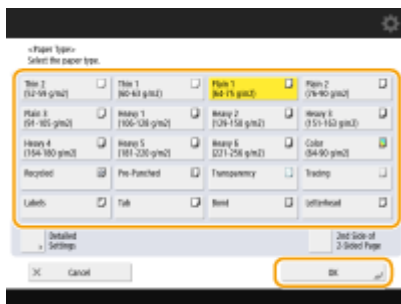 <Paper Type>
Select the paper type.
Thin 2
(52-59 g/m2)
Thin 1
(60-63 g/m2)
Plain 1
(64-75 g/m2)
Plain 2
(76-90 g/m2)
Plain 3
(91-105 g/m2)
Heavy 1
(106-128 g/m2)
Heavy 2
(129-150 g/m2)
Heavy 3
(151-163 g/m2)
Heavy 4
(164-180 g/m2)
Heavy 5
(181-220 g/m2)
Heavy 6
(221-256 g/m2)
Color
(64-90 g/m2)
Recycled
Pre-Punched
Transparency
Tracing
Labels
Tab
Bond
Letterhead
Detailed
Settings
2nd Side of
2-Sided Page
Cancel
OK